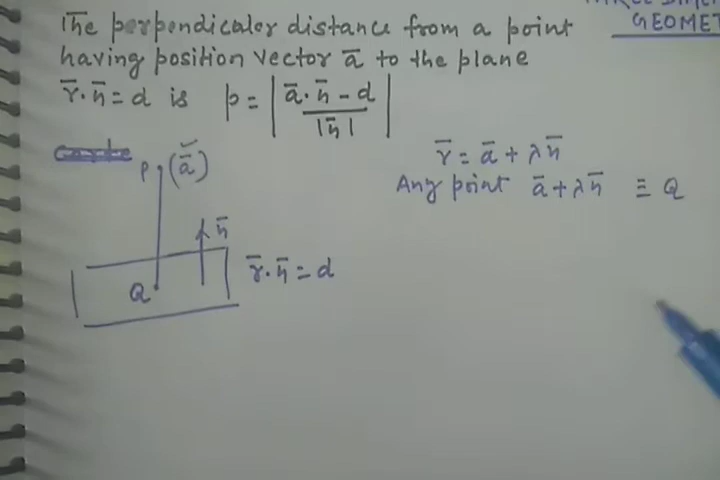 The perpendicular distance from a point
having position vector a̅ to the plane
r̅·n̅ = d is p = | a̅·n̅ - d / |n̅| |
GEOMET
P (a̅)
n̅
Q
r̅·n̅ = d
r̅ = a̅ + λn̅
Any point a̅ + λn̅ ≡ Q